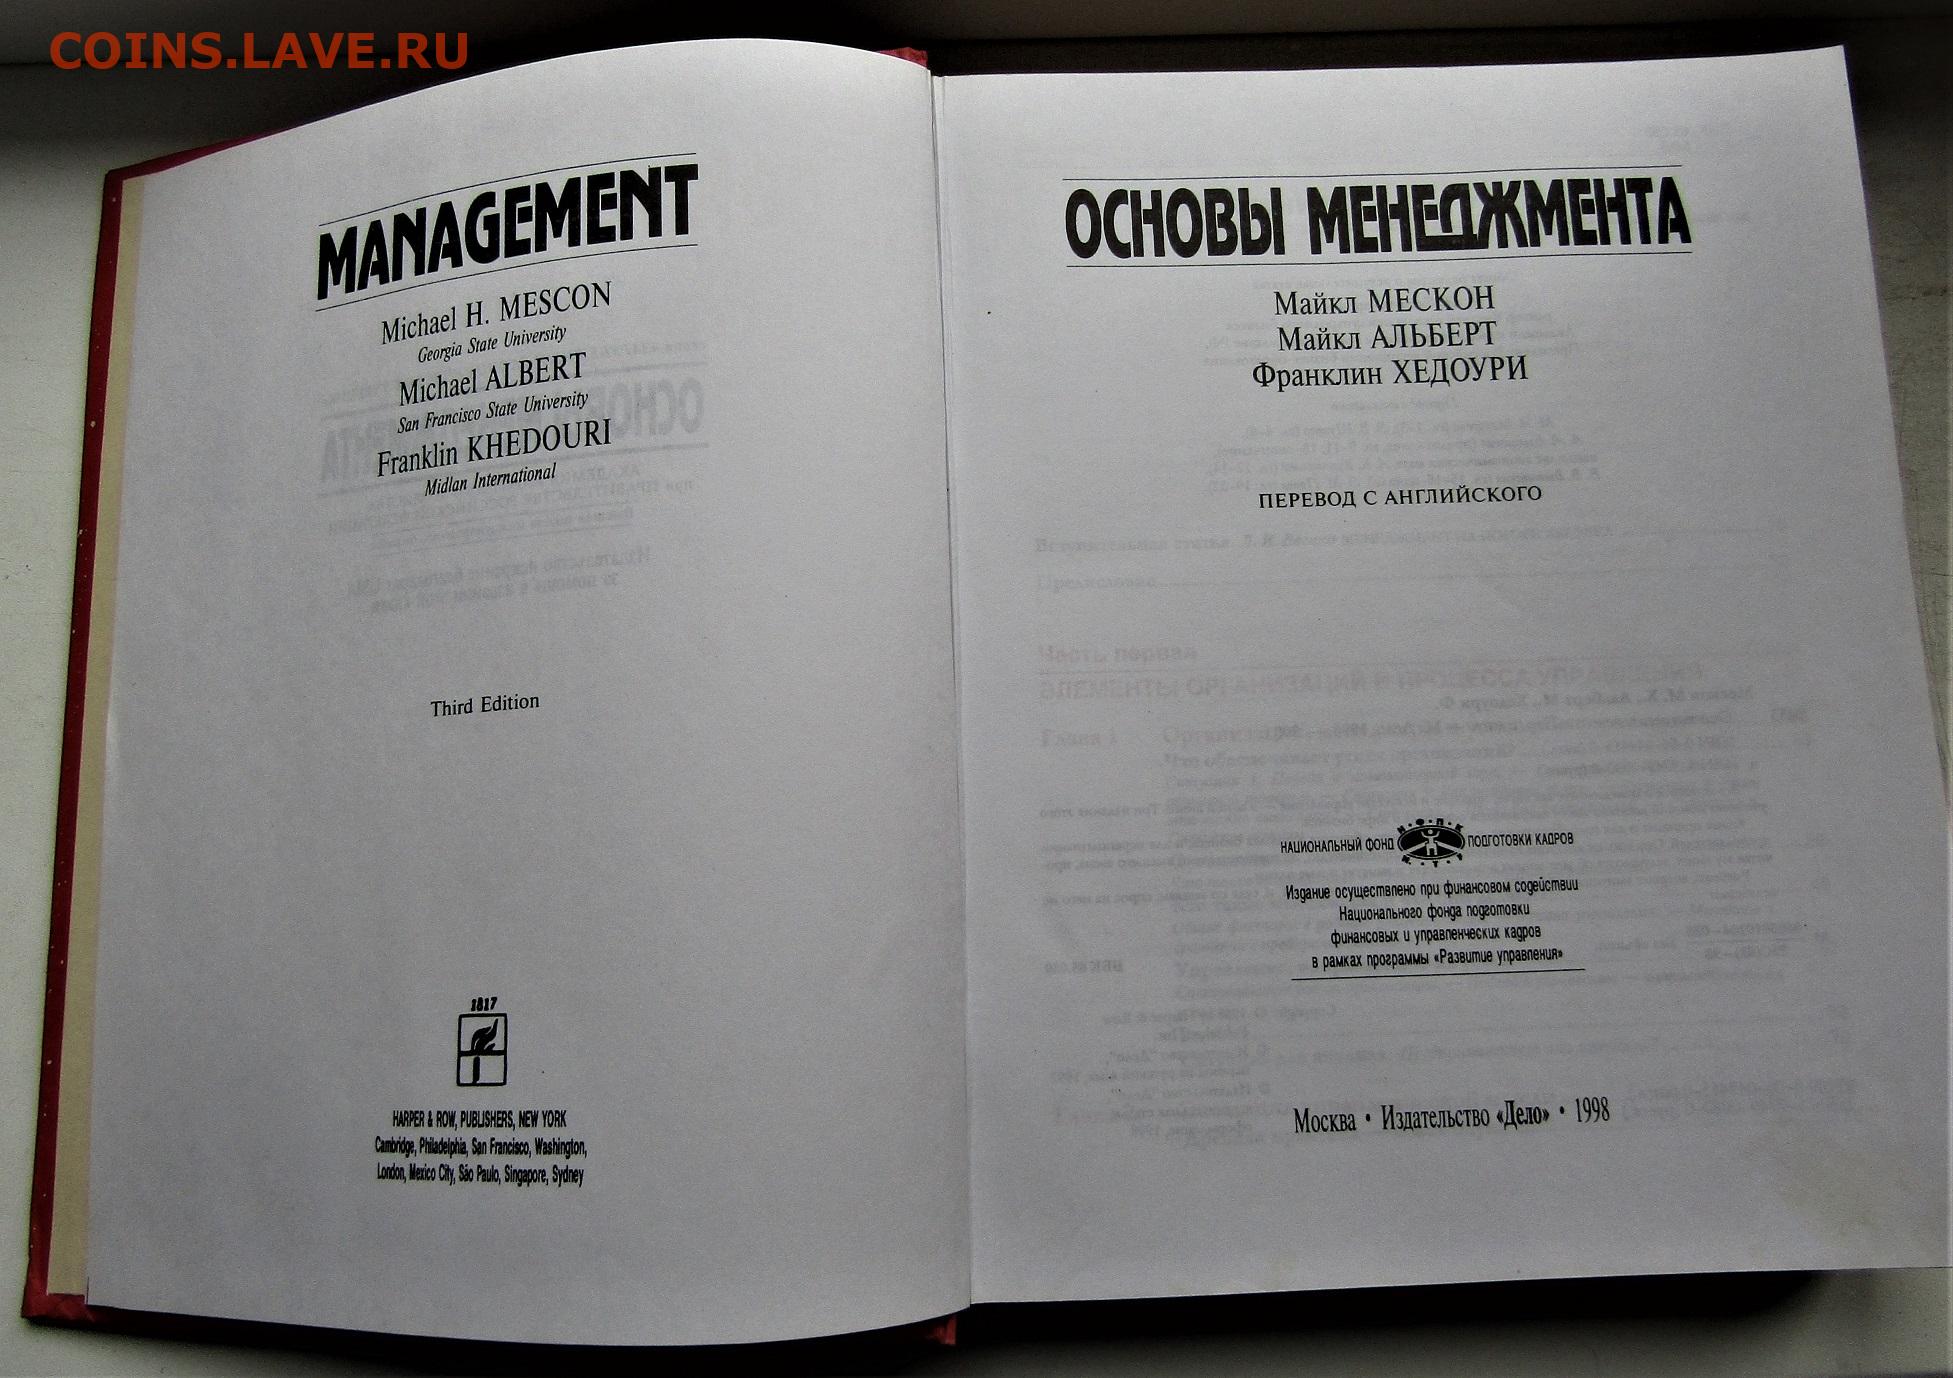 COINS.LAVE.RU
MANAGEMENT
Michael H. MESCON
Georgia State University
Michael ALBERT
San Francisco State University
Franklin KHEDOURI
Midlan International
Third Edition
1817
HARPER & ROW, PUBLISHERS, NEW YORK
Cambridge, Philadelphia, San Francisco, Washington,
London, Mexico City, São Paulo, Singapore, Sydney
ОСНОВЫ МЕНЕДЖМЕНТА
Майкл МЕСКОН
Майкл АЛЬБЕРТ
Франклин ХЕДОУРИ
ПЕРЕВОД С АНГЛИЙСКОГО
НАЦИОНАЛЬНЫЙ ФОНД ПОДГОТОВКИ КАДРОВ
Издание осуществлено при финансовом содействии
Национального фонда подготовки
финансовых и управленческих кадров
в рамках программы «Развитие управления»
Москва • Издательство «Дело» • 1998